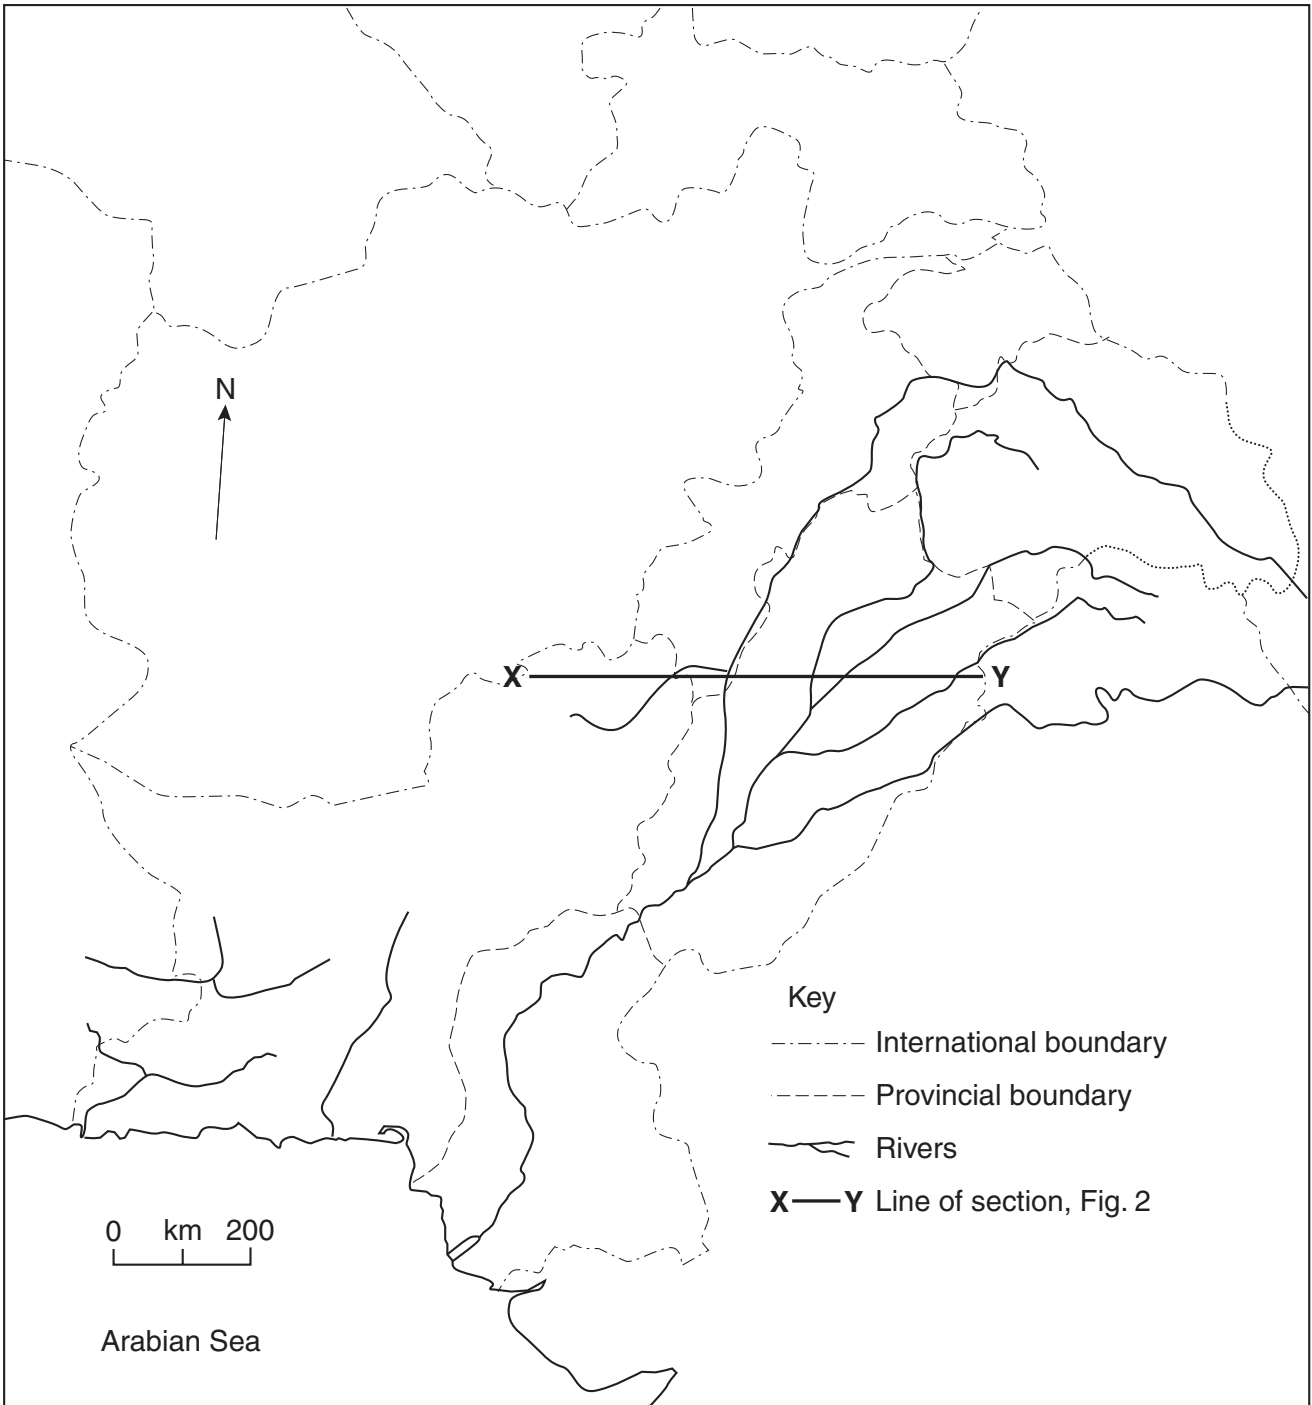 N
X Y
Key
International boundary
Provincial boundary
Rivers
X Y Line of section, Fig. 2
0 km 200
Arabian Sea